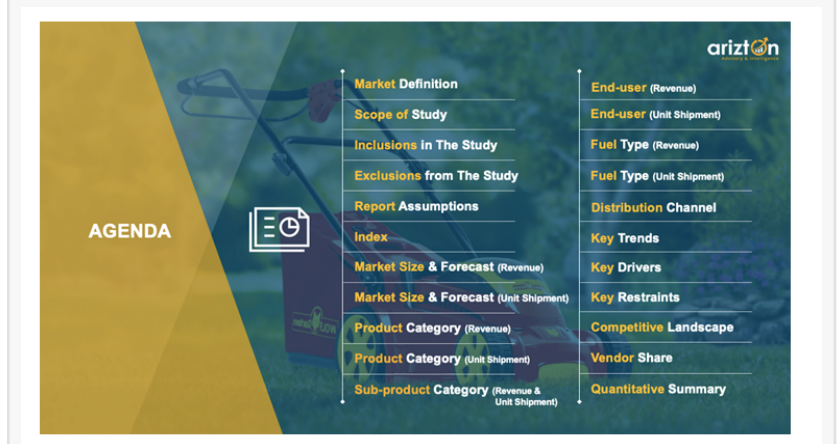 arizton
Advisory & Intelligence
AGENDA
Market Definition
Scope of Study
Inclusions in The Study
Exclusions from The Study
Report Assumptions
Index
Market Size & Forecast (Revenue)
Market Size & Forecast (Unit Shipment)
Product Category (Revenue)
Product Category (Unit Shipment)
Sub-product Category (Revenue &
Unit Shipment)
End-user (Revenue)
End-user (Unit Shipment)
Fuel Type (Revenue)
Fuel Type (Unit Shipment)
Distribution Channel
Key Trends
Key Drivers
Key Restraints
Competitive Landscape
Vendor Share
Quantitative Summary